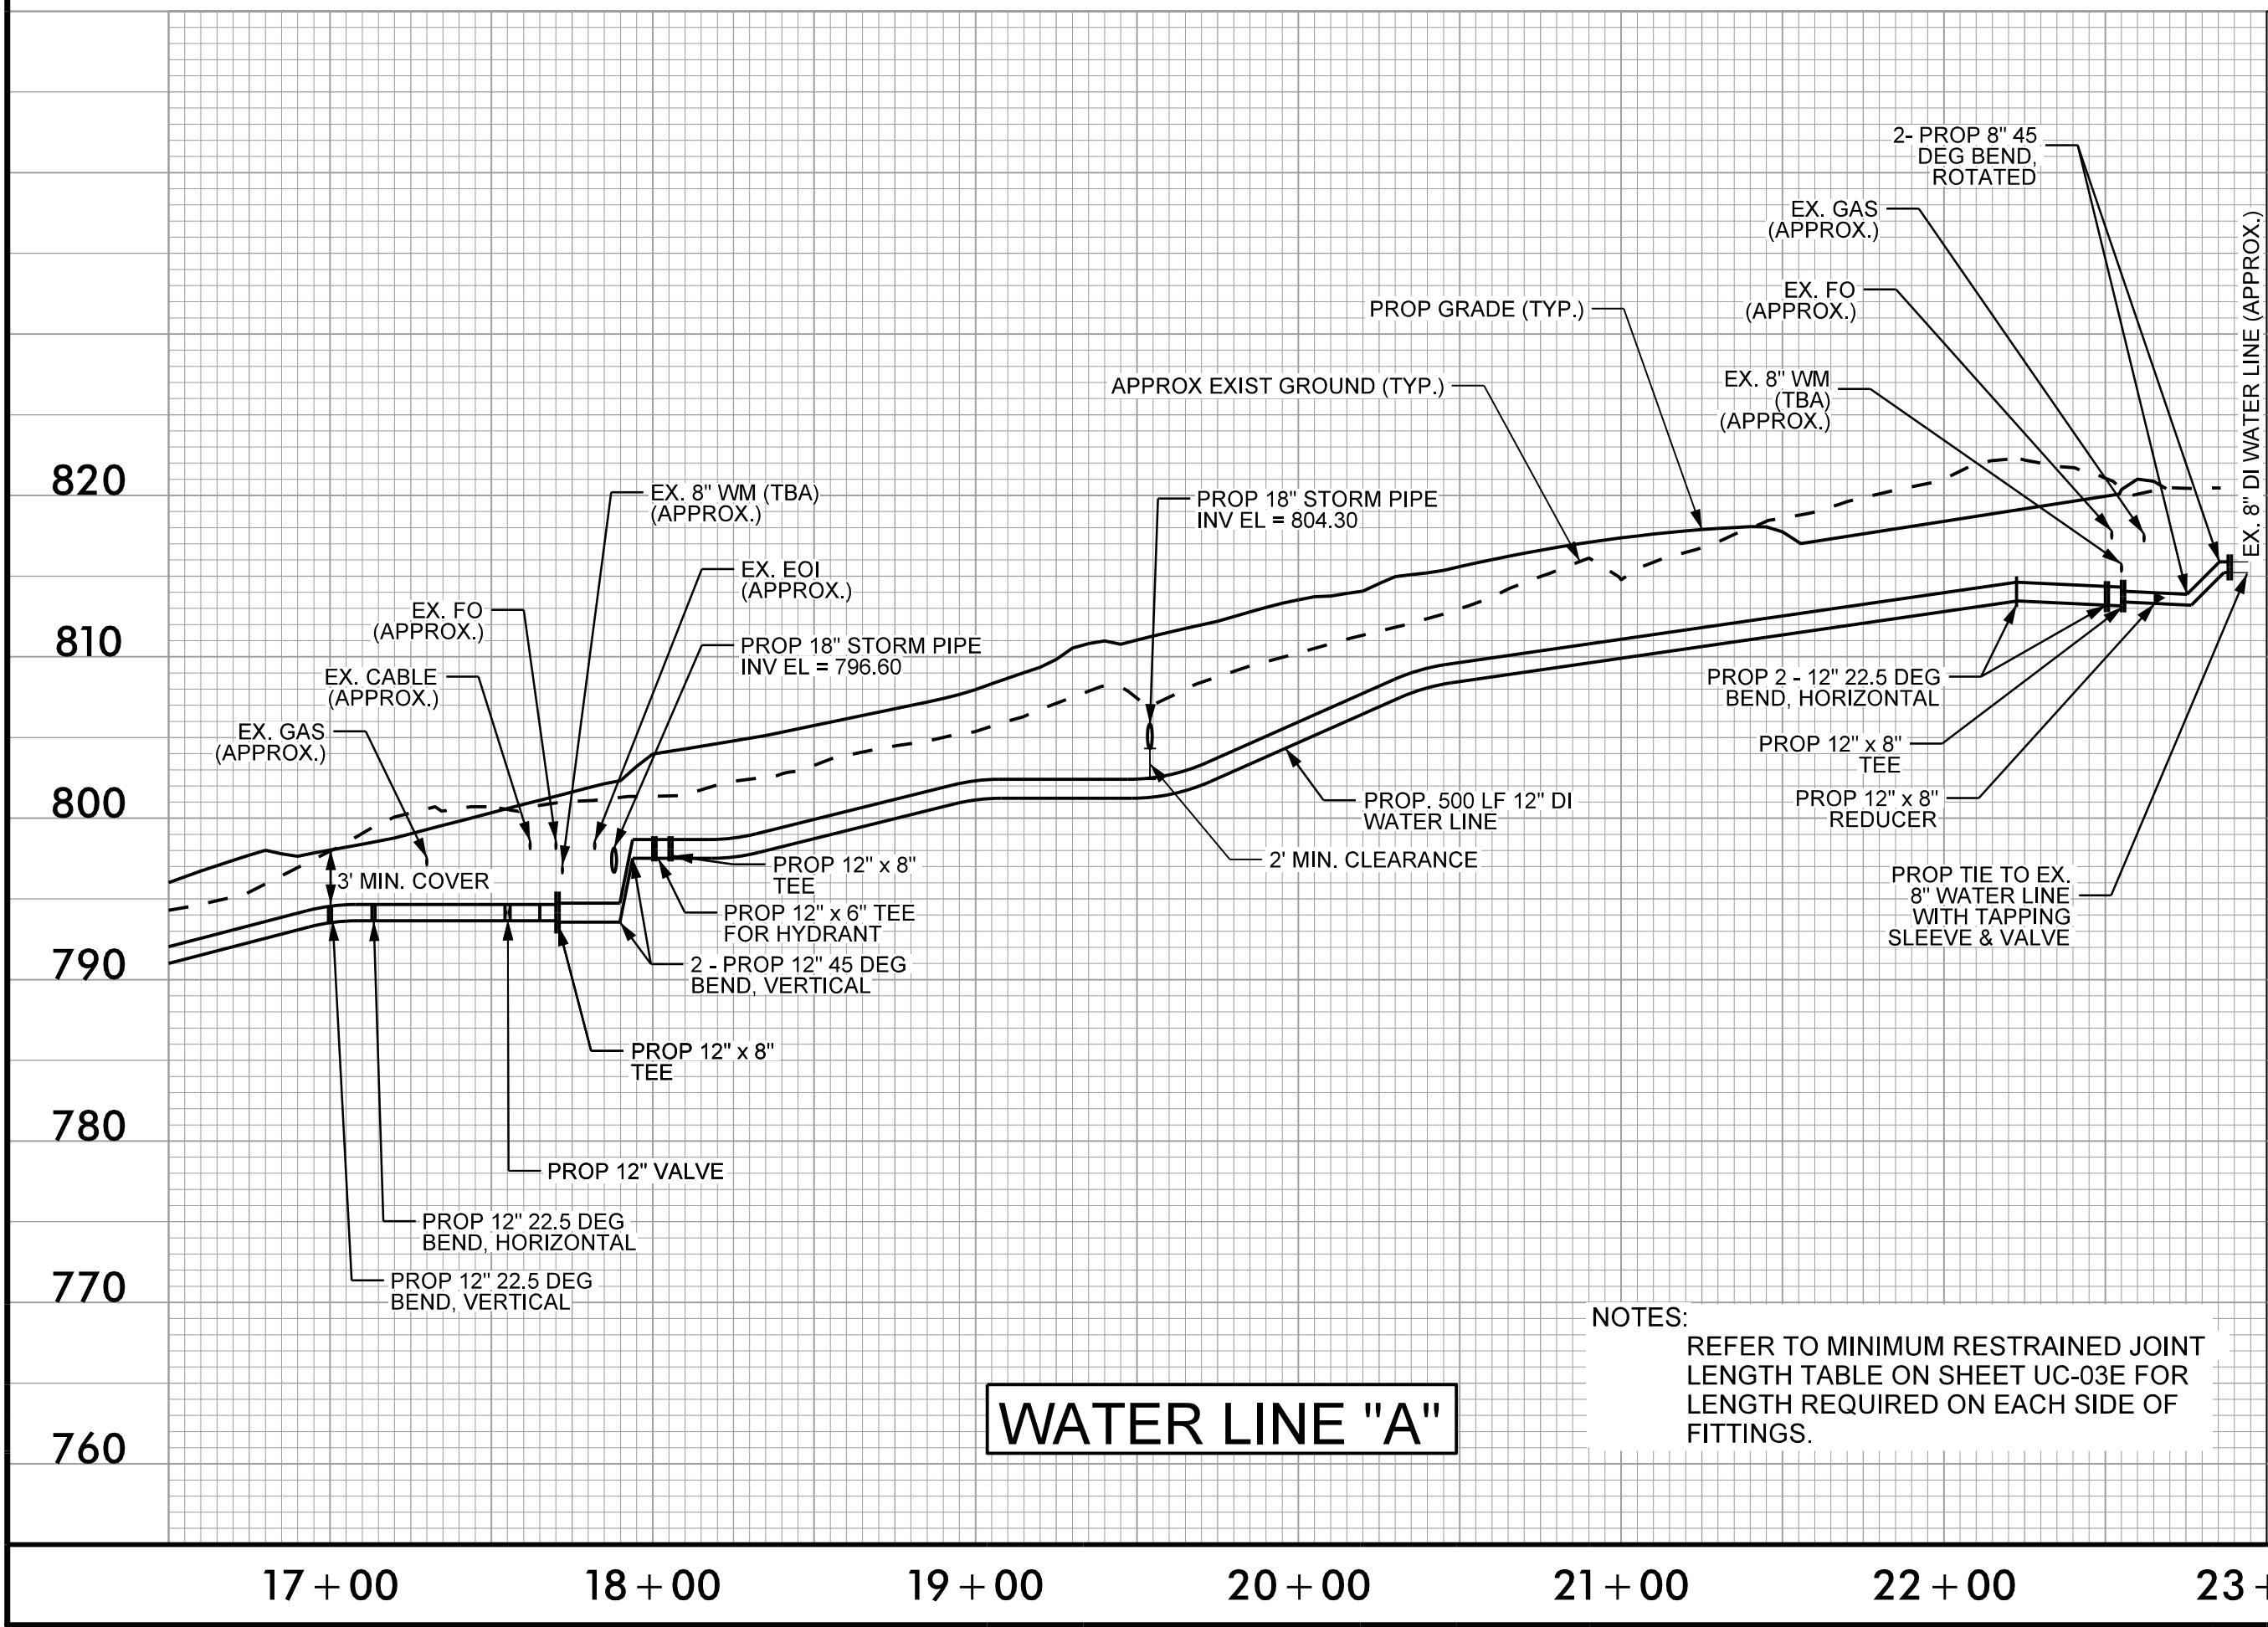 2- PROP 8" 45
DEG BEND,
ROTATED
EX. GAS
(APPROX.)
EX. 8" DI WATER LINE (APPROX.)
EX. FO
(APPROX.)
PROP GRADE (TYP.)
APPROX EXIST GROUND (TYP.)
EX. 8" WM
(TBA)
(APPROX.)
820
EX. 8" WM (TBA)
(APPROX.)
PROP 18" STORM PIPE
INV EL = 804.30
EX. EOI
(APPROX.)
EX. FO
(APPROX.)
810
PROP 18" STORM PIPE
INV EL = 796.60
EX. CABLE
(APPROX.)
PROP 2 - 12" 22.5 DEG
BEND, HORIZONTAL
EX. GAS
(APPROX.)
PROP 12" x 8"
TEE
800
PROP. 500 LF 12" DI
WATER LINE
PROP 12" x 8"
REDUCER
2' MIN. CLEARANCE
PROP 12" x 8"
TEE
3' MIN. COVER
PROP TIE TO EX.
8" WATER LINE
WITH TAPPING
SLEEVE & VALVE
PROP 12" x 6" TEE
FOR HYDRANT
790
2 - PROP 12" 45 DEG
BEND, VERTICAL
PROP 12" x 8"
TEE
780
PROP 12" VALVE
PROP 12" 22.5 DEG
BEND, HORIZONTAL
770
PROP 12" 22.5 DEG
BEND, VERTICAL
NOTES:
REFER TO MINIMUM RESTRAINED JOINT
LENGTH TABLE ON SHEET UC-03E FOR
LENGTH REQUIRED ON EACH SIDE OF
FITTINGS.
WATER LINE "A"
760
17+00 18+00 19+00 20+00 21+00 22+00 23+